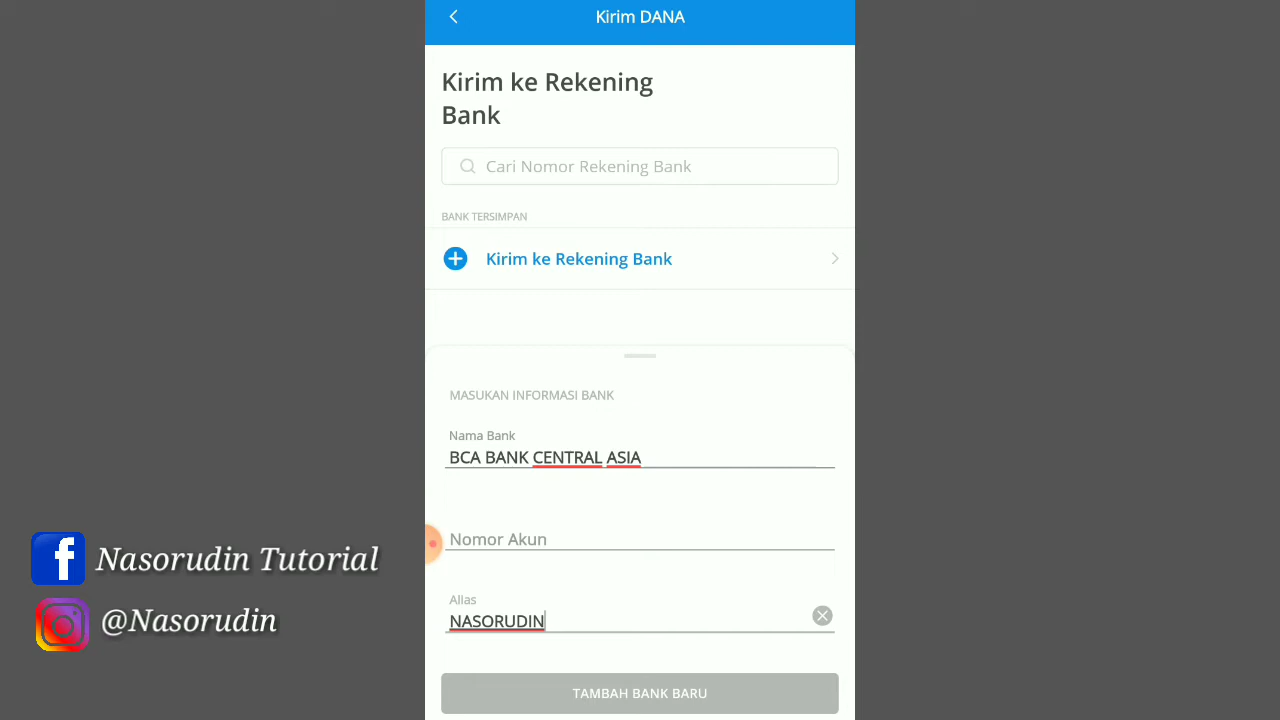 Kirim DANA
Kirim ke Rekening
Bank
Cari Nomor Rekening Bank
BANK TERSIMPAN
Kirim ke Rekening Bank
MASUKAN INFORMASI BANK
Nama Bank
BCA BANK CENTRAL ASIA
Nomor Akun
Alias
NASORUDIN
TAMBAH BANK BARU
Nasorudin Tutorial
@Nasorudin